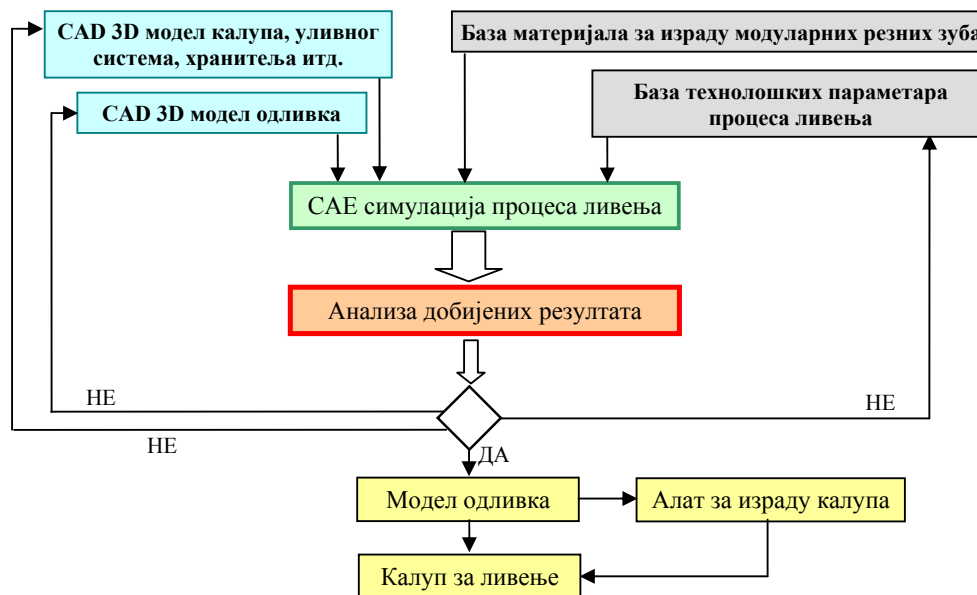 CAD 3D модел калупа, уливног
система, хранитеља итд.
База материјала за израду модуларних резних зуба
CAD 3D модел одливка
База технолошких параметара
процеса ливења
CAE симулација процеса ливења
Анализа добијених резултата
НЕ
НЕ
НЕ
ДА
Модел одливка
Алат за израду калупа
Калуп за ливење